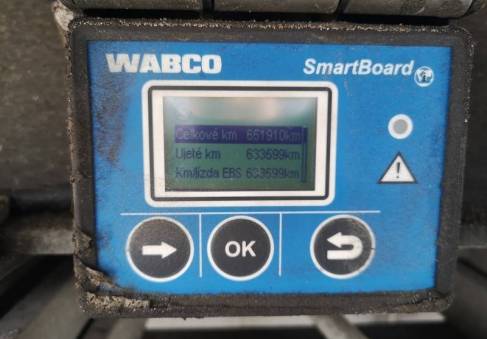 WABCO
SmartBoard
Celkové km 651910km
Ujeté km 633599km
Km/jízda EBS 633599km
OK